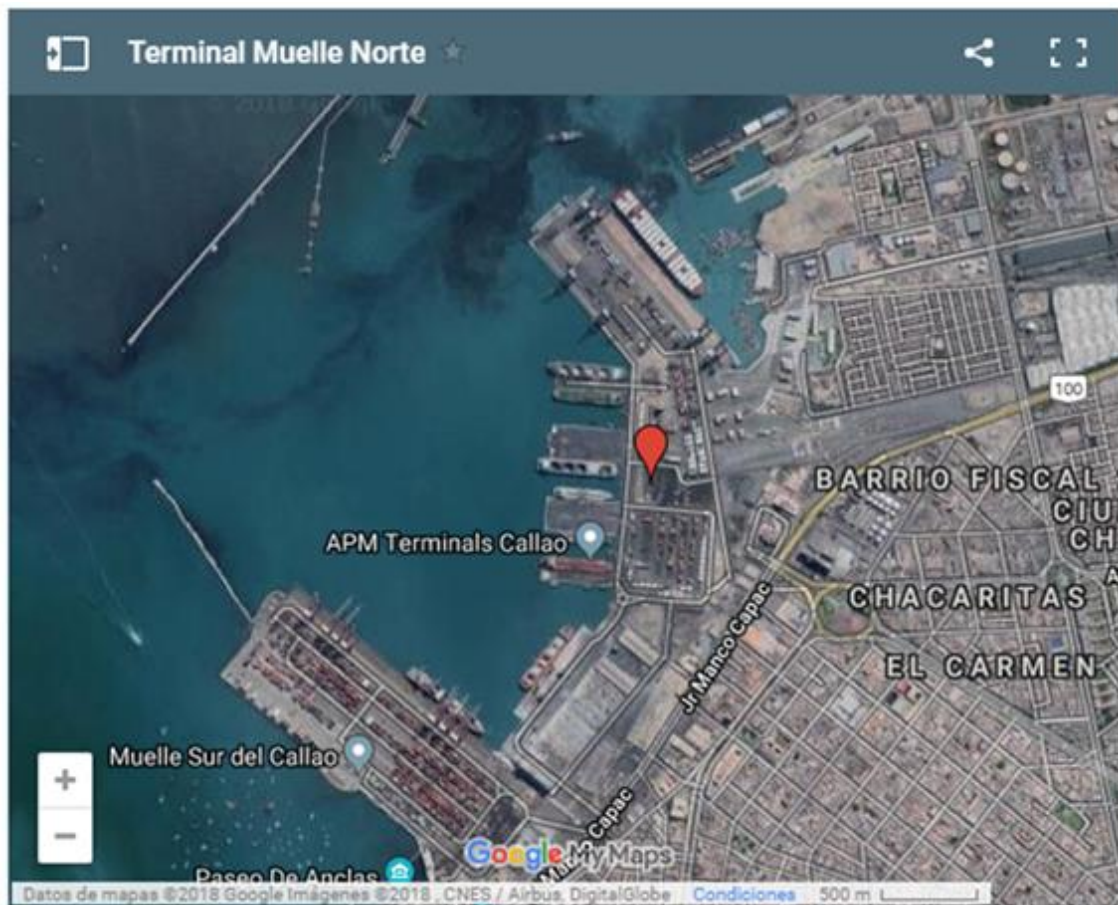 Terminal Muelle Norte
100
BARRIO FISCAL
CIU
CH
APM Terminals Callao
A
CHACARITAS
EL CARMEN
Jr Manco Capac
Muelle Sur del Callao
+
−
Capac
Google My Maps
Paseo De Anclas
Datos de mapas ©2018 Google Imágenes ©2018 , CNES / Airbus, DigitalGlobe Condiciones 500 m